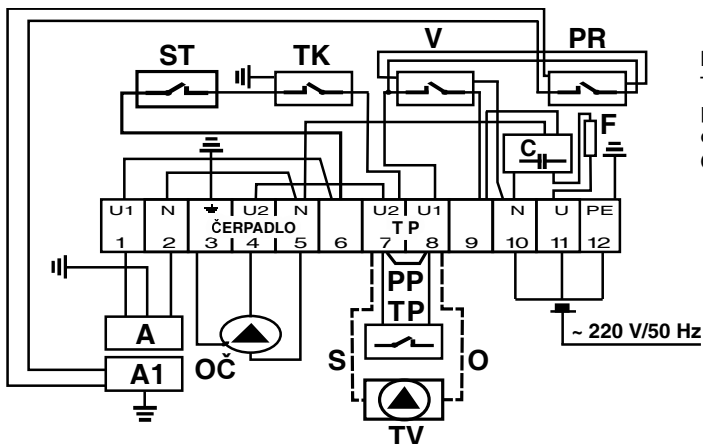 ST TK V PR
F
C
U1 N U2 N U2 U1 N U PE
ČERPADLO T P
1 2 3 4 5 6 7 8 9 10 11 12
PP
TP
A
A1
OČ
S O
TV
~ 220 V/50 Hz